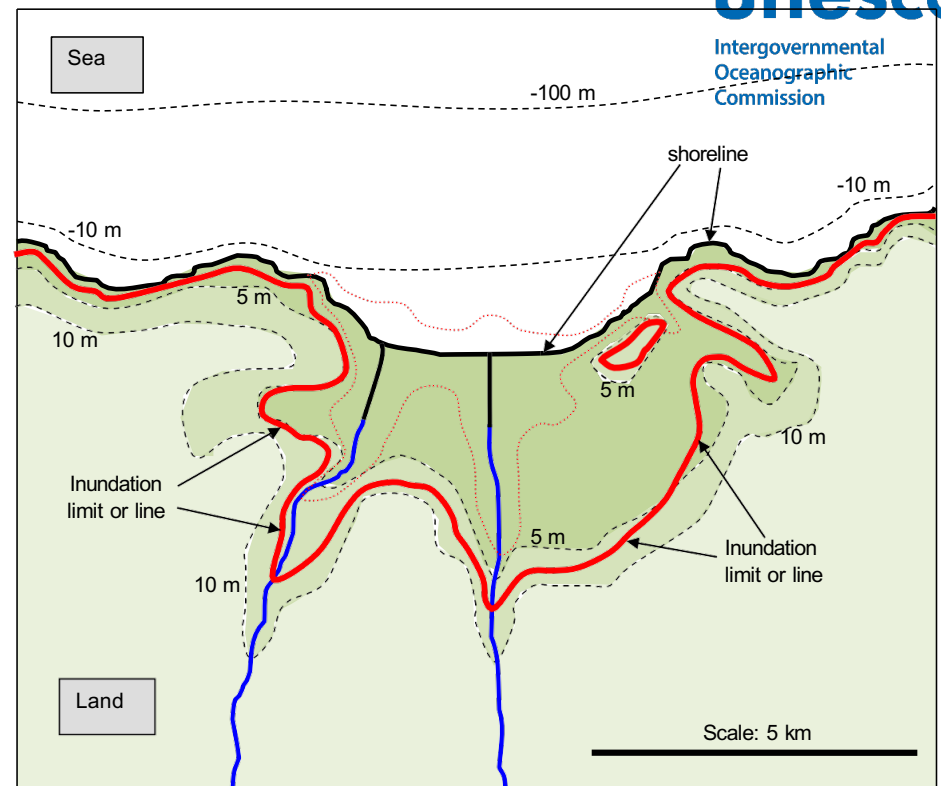 unesco
Sea
Intergovernmental
Oceanographic
Commission
-100 m
shoreline
-10 m
-10 m
5 m
10 m
5 m
10 m
Inundation
limit or line
5 m
Inundation
limit or line
10 m
Land
Scale: 5 km